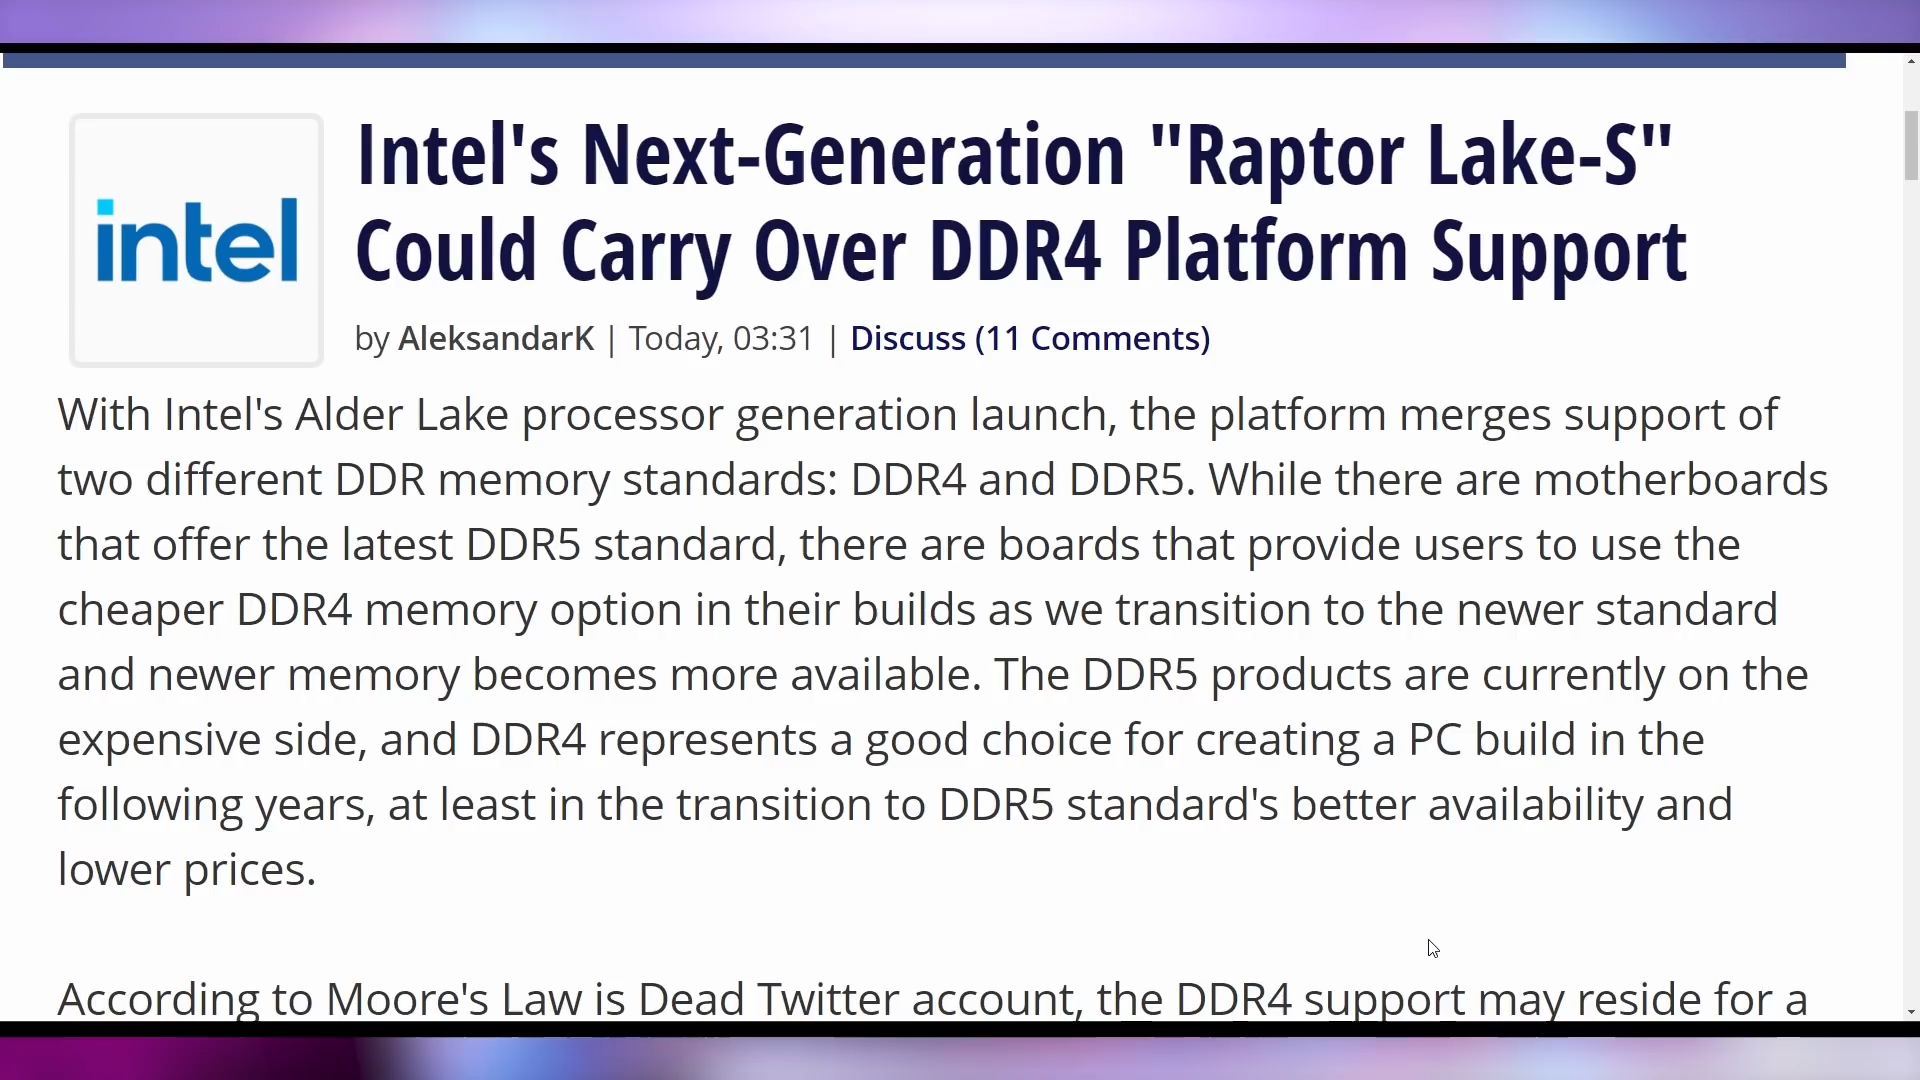 Intel's Next-Generation "Raptor Lake-S"
Could Carry Over DDR4 Platform Support
intel
by AleksandarK | Today, 03:31 | Discuss (11 Comments)
With Intel's Alder Lake processor generation launch, the platform merges support of
two different DDR memory standards: DDR4 and DDR5. While there are motherboards
that offer the latest DDR5 standard, there are boards that provide users to use the
cheaper DDR4 memory option in their builds as we transition to the newer standard
and newer memory becomes more available. The DDR5 products are currently on the
expensive side, and DDR4 represents a good choice for creating a PC build in the
following years, at least in the transition to DDR5 standard's better availability and
lower prices.
According to Moore's Law is Dead Twitter account, the DDR4 support may reside for a